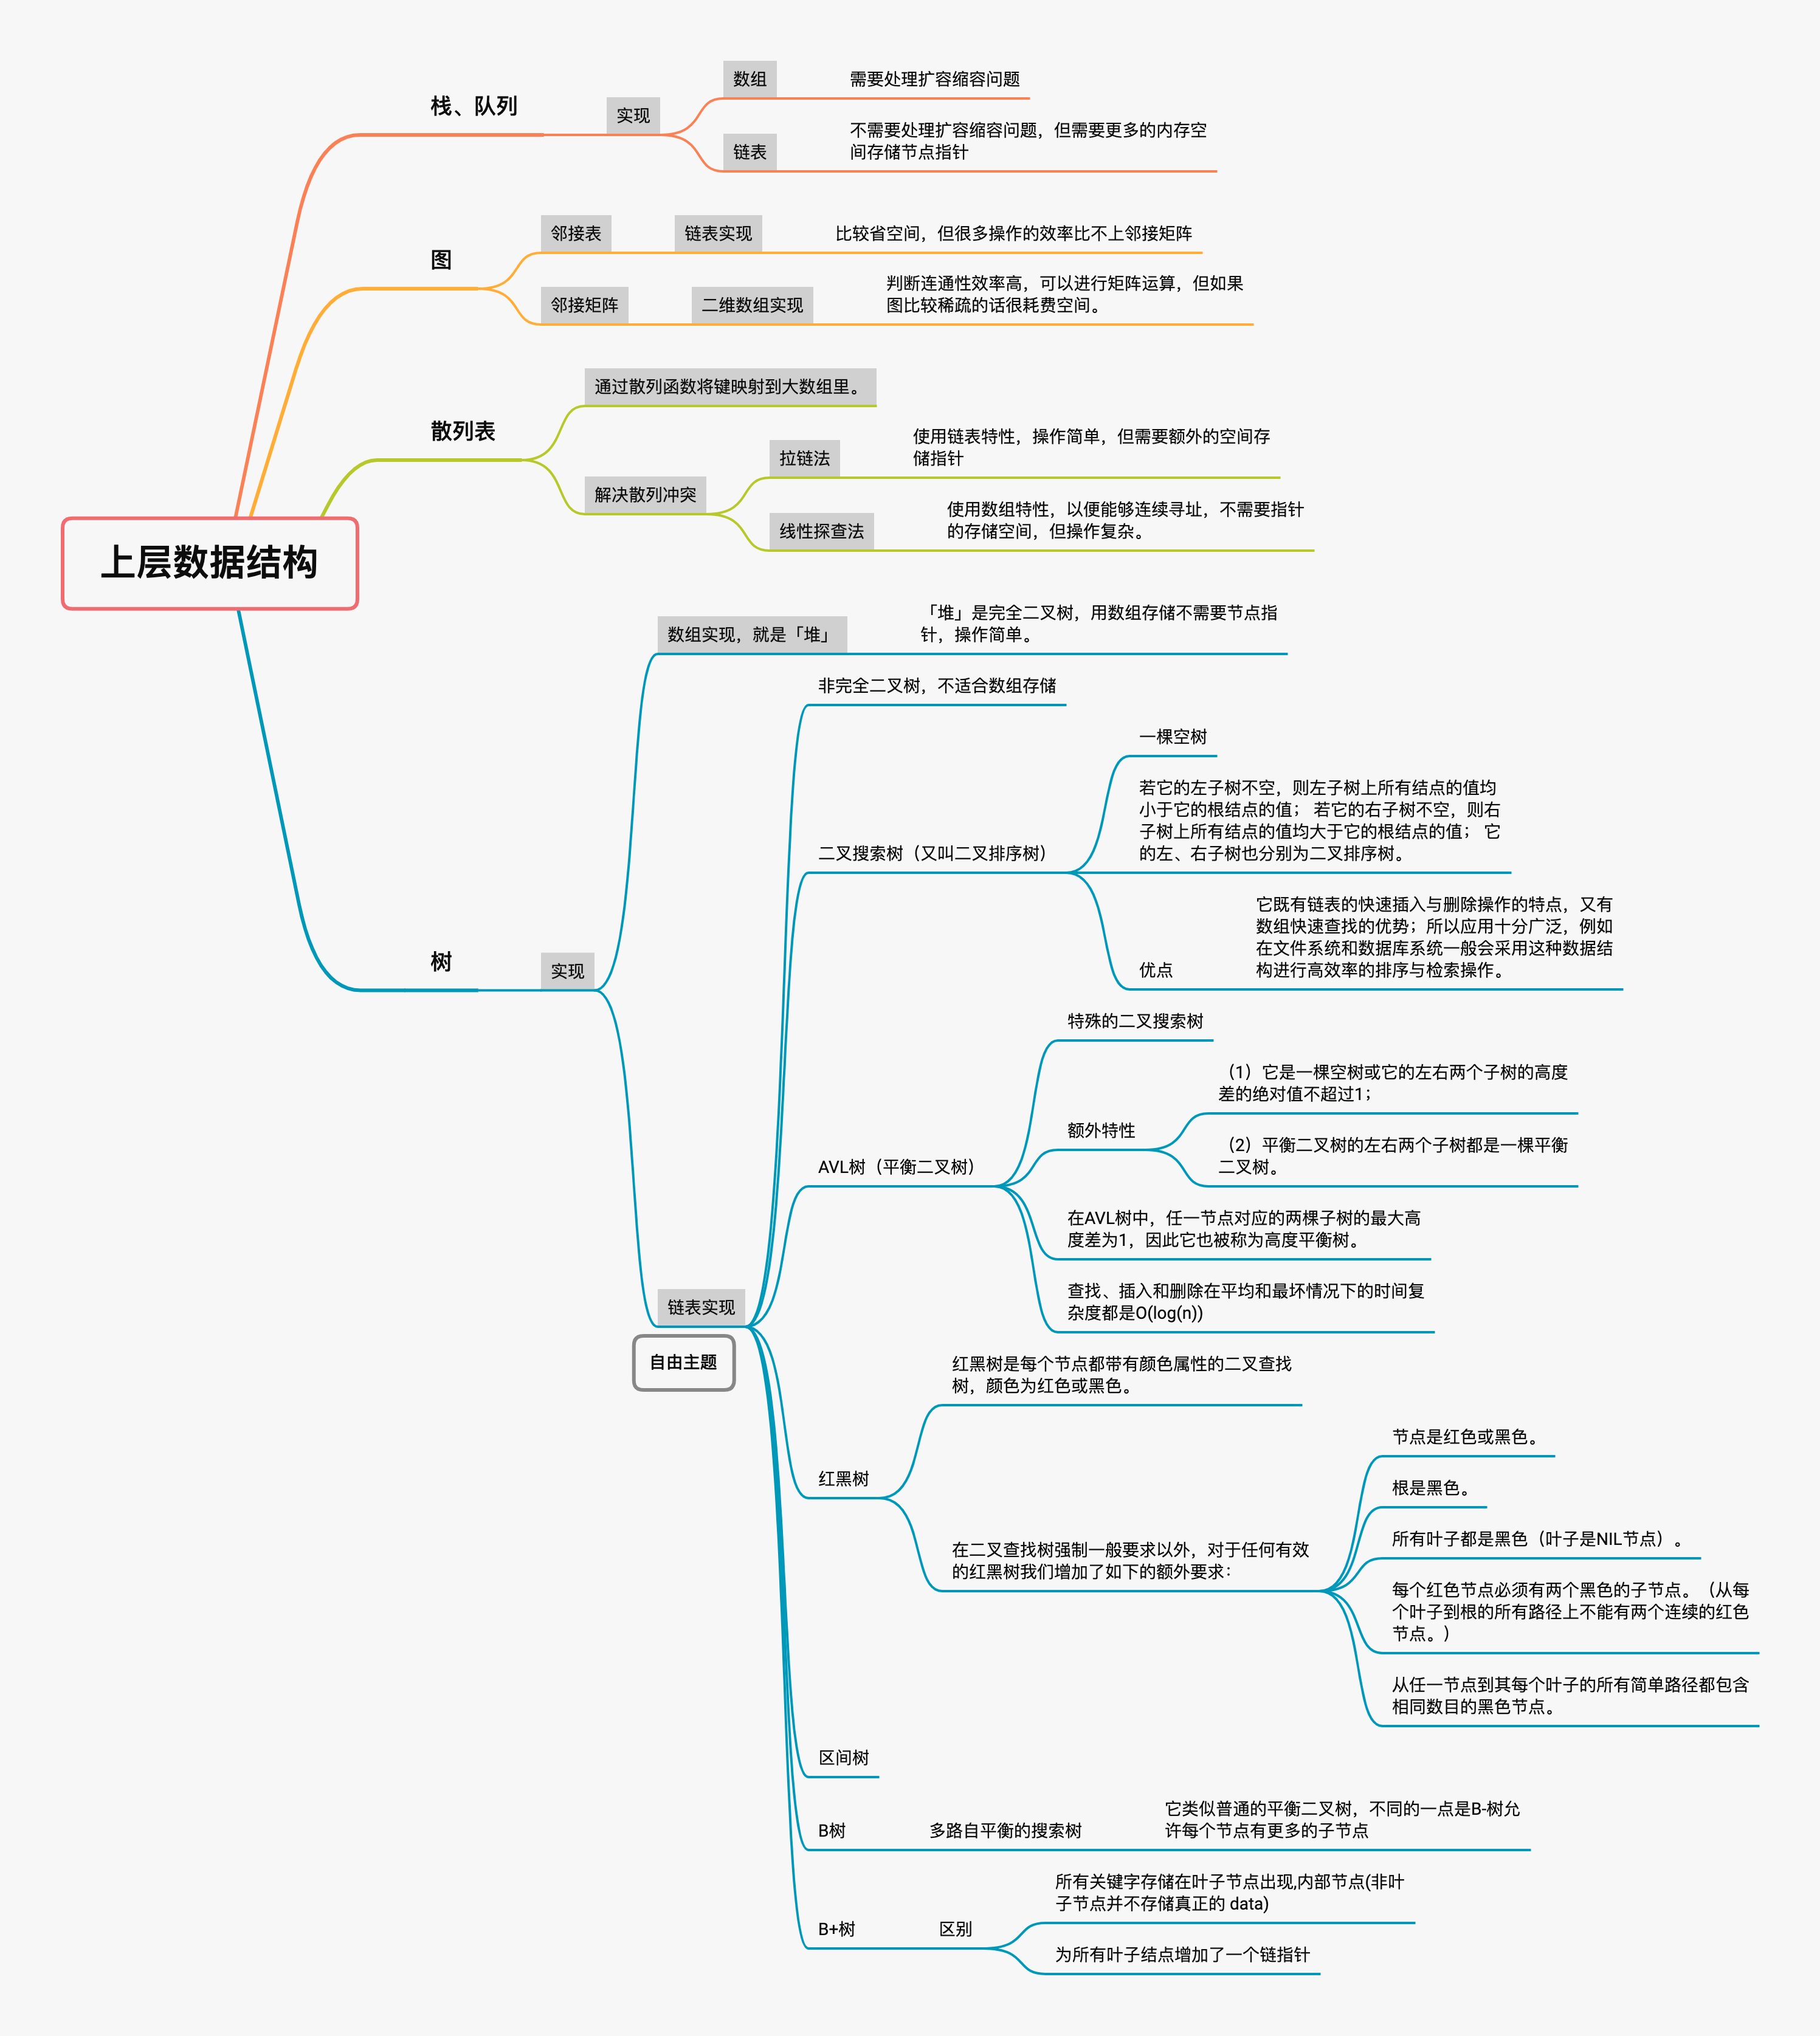 上层数据结构
栈、队列
实现
数组
需要处理扩容缩容问题
链表
不需要处理扩容缩容问题，但需要更多的内存空
间存储节点指针
图
邻接表
链表实现
比较省空间，但很多操作的效率比不上邻接矩阵
邻接矩阵
二维数组实现
判断连通性效率高，可以进行矩阵运算，但如果
图比较稀疏的话很耗费空间。
散列表
通过散列函数将键映射到大数组里。
解决散列冲突
拉链法
使用链表特性，操作简单，但需要额外的空间存
储指针
线性探查法
使用数组特性，以便能够连续寻址，不需要指针
的存储空间，但操作复杂。
树
实现
数组实现，就是「堆」
「堆」是完全二叉树，用数组存储不需要节点指
针，操作简单。
链表实现
非完全二叉树，不适合数组存储
二叉搜索树（又叫二叉排序树）
一棵空树
若它的左子树不空，则左子树上所有结点的值均
小于它的根结点的值； 若它的右子树不空，则右
子树上所有结点的值均大于它的根结点的值； 它
的左、右子树也分别为二叉排序树。
优点
它既有链表的快速插入与删除操作的特点，又有
数组快速查找的优势；所以应用十分广泛，例如
在文件系统和数据库系统一般会采用这种数据结
构进行高效率的排序与检索操作。
AVL树（平衡二叉树）
特殊的二叉搜索树
额外特性
（1）它是一棵空树或它的左右两个子树的高度
差的绝对值不超过1；
（2）平衡二叉树的左右两个子树都是一棵平衡
二叉树。
在AVL树中，任一节点对应的两棵子树的最大高
度差为1，因此它也被称为高度平衡树。
查找、插入和删除在平均和最坏情况下的时间复
杂度都是O(log(n))
红黑树
红黑树是每个节点都带有颜色属性的二叉查找
树，颜色为红色或黑色。
在二叉查找树强制一般要求以外，对于任何有效
的红黑树我们增加了如下的额外要求：
节点是红色或黑色。
根是黑色。
所有叶子都是黑色（叶子是NIL节点）。
每个红色节点必须有两个黑色的子节点。（从每
个叶子到根的所有路径上不能有两个连续的红色
节点。）
从任一节点到其每个叶子的所有简单路径都包含
相同数目的黑色节点。
区间树
B树
多路自平衡的搜索树
它类似普通的平衡二叉树，不同的一点是B-树允
许每个节点有更多的子节点
B+树
区别
所有关键字存储在叶子节点出现,内部节点(非叶
子节点并不存储真正的 data)
为所有叶子结点增加了一个链指针
自由主题